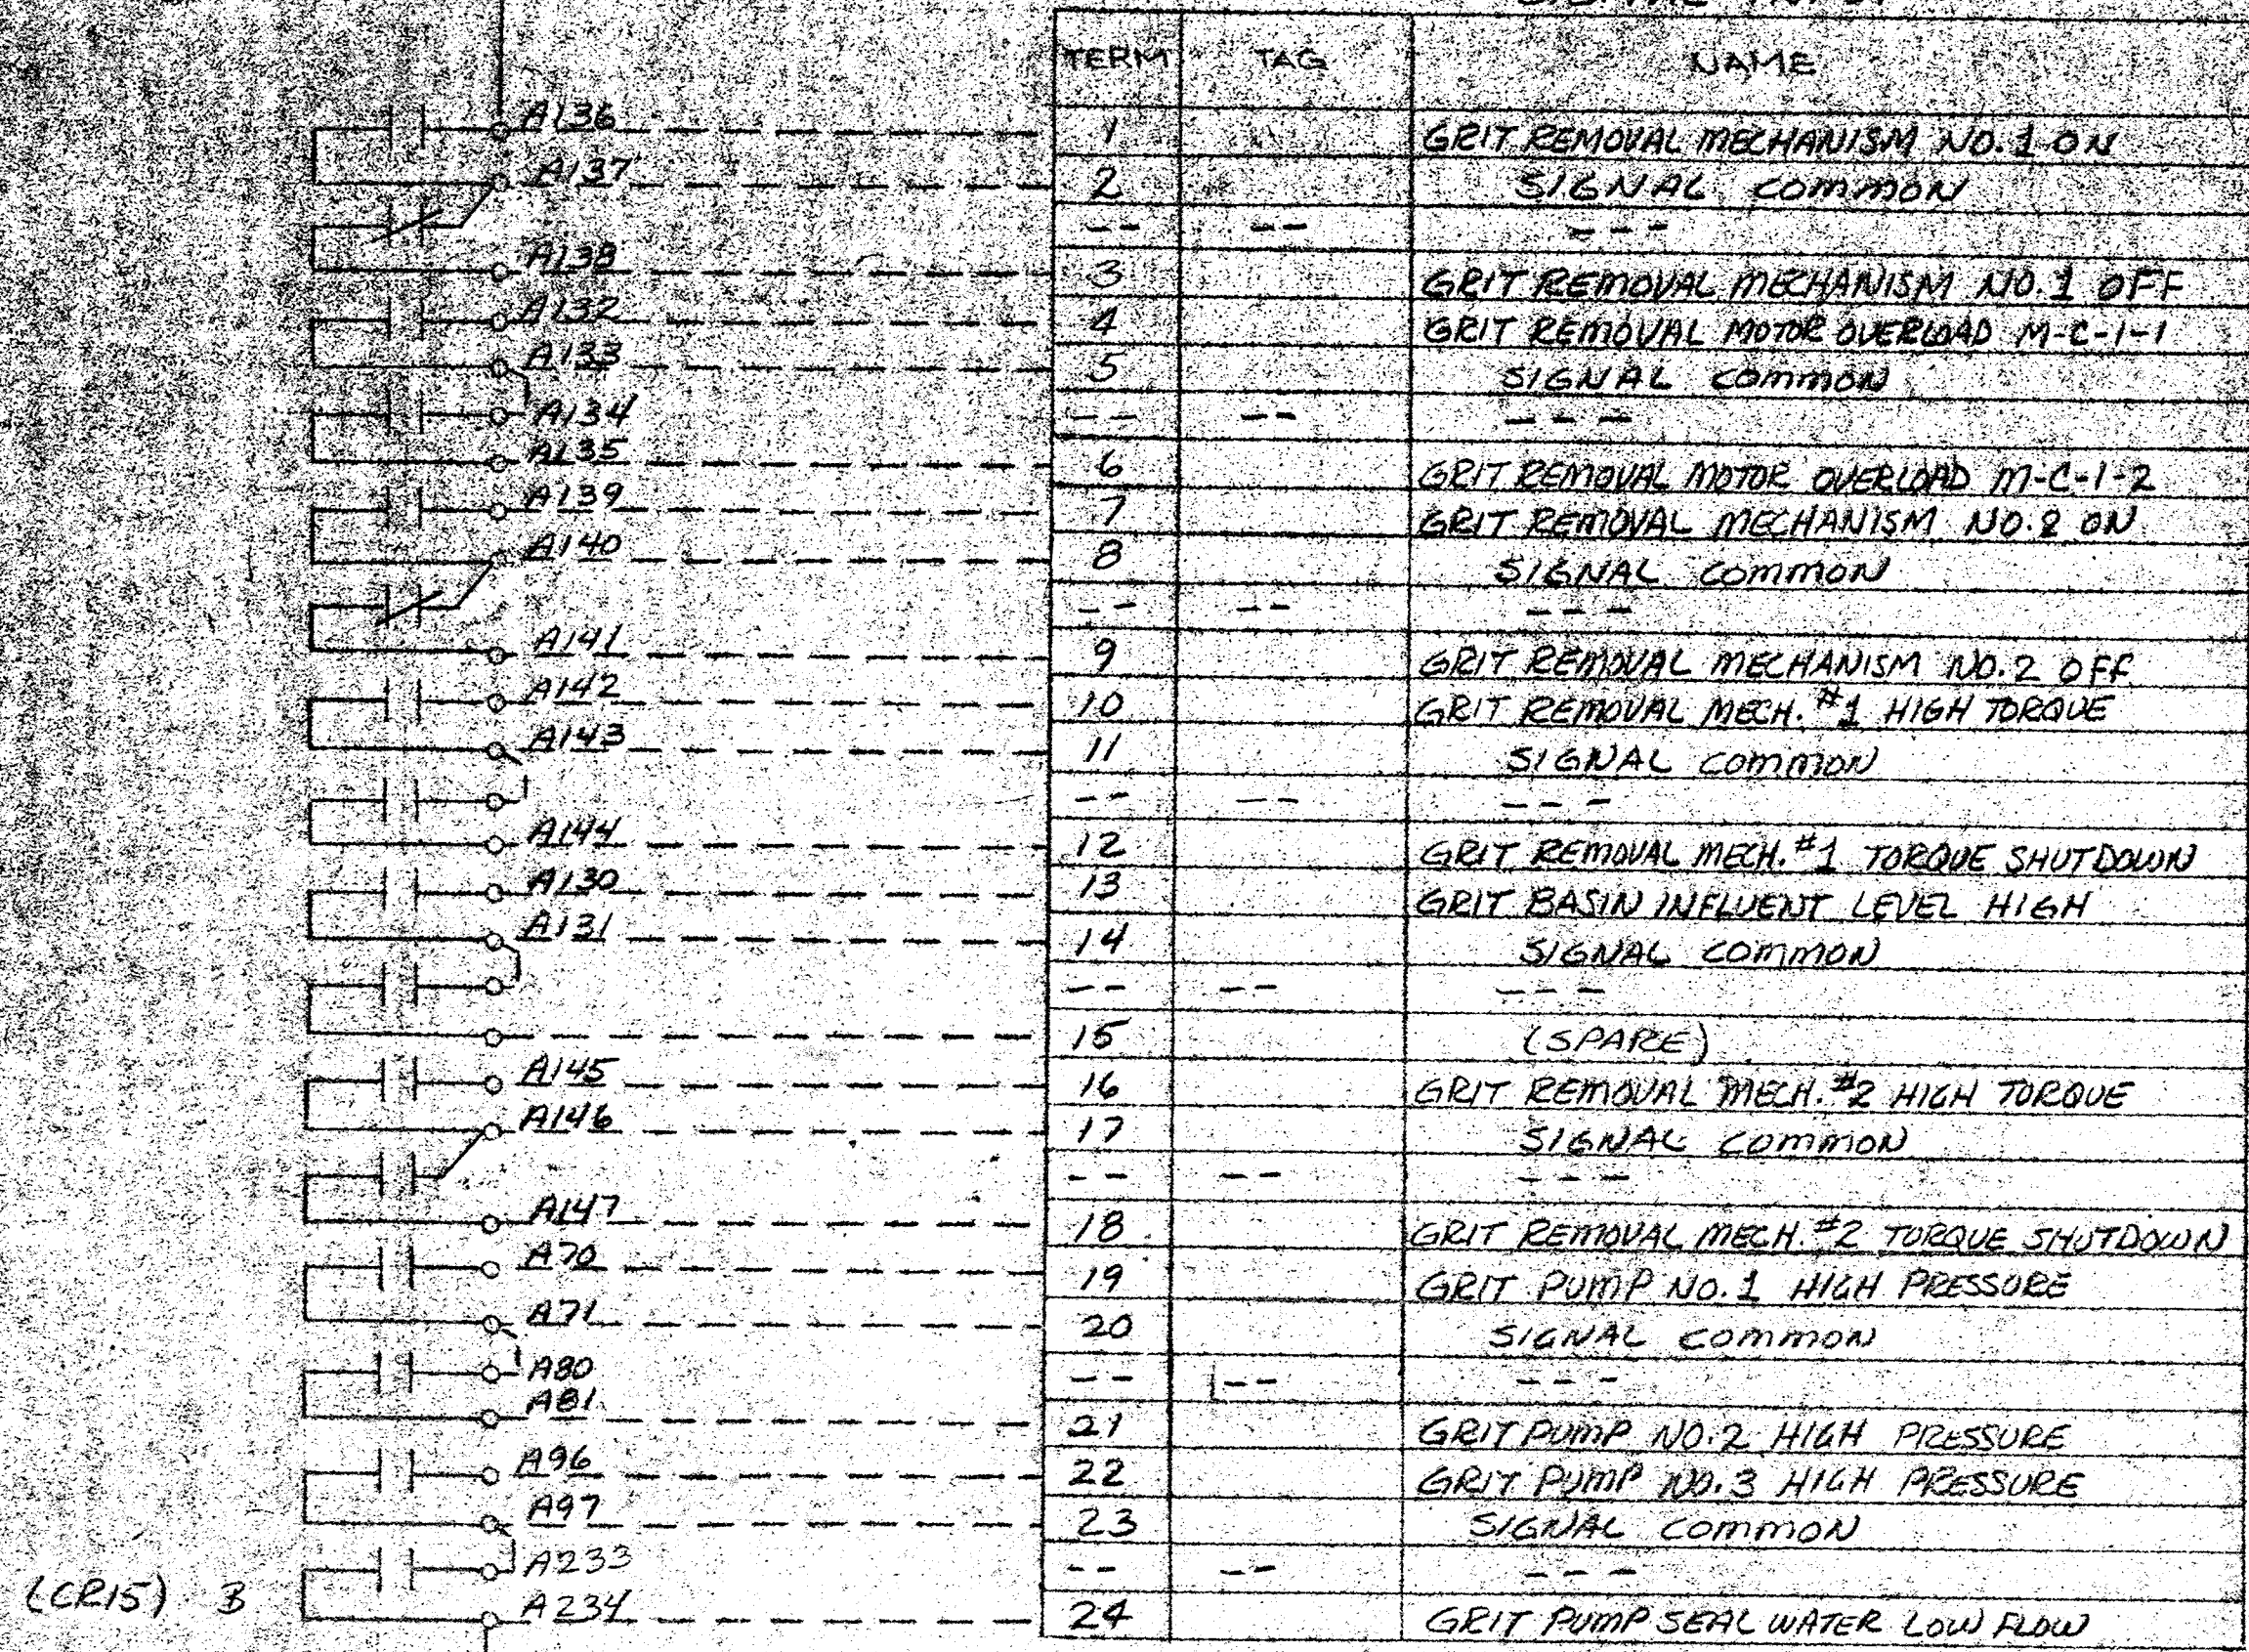 TERM TAG NAME
A136 1 GRIT REMOVAL MECHANISM NO. 1 ON
A137 2 SIGNAL COMMON
-- -- ---
A138 3 GRIT REMOVAL MECHANISM NO. 1 OFF
A132 4 GRIT REMOVAL MOTOR OVERLOAD M-C-1-1
A133 5 SIGNAL COMMON
A134 -- -- ---
A135 6 GRIT REMOVAL MOTOR OVERLOAD M-C-1-2
A139 7 GRIT REMOVAL MECHANISM NO. 2 ON
A140 8 SIGNAL COMMON
-- -- ---
A141 9 GRIT REMOVAL MECHANISM NO. 2 OFF
A142 10 GRIT REMOVAL MECH. #1 HIGH TORQUE
A143 11 SIGNAL COMMON
-- -- ---
A144 12 GRIT REMOVAL MECH. #1 TORQUE SHUTDOWN
A130 13 GRIT BASIN INFLUENT LEVEL HIGH
A131 14 SIGNAL COMMON
-- -- ---
15 (SPARE)
A145 16 GRIT REMOVAL MECH. #2 HIGH TORQUE
A146 17 SIGNAL COMMON
-- -- ---
A147 18 GRIT REMOVAL MECH. #2 TORQUE SHUTDOWN
A70 19 GRIT PUMP NO. 1 HIGH PRESSURE
A71 20 SIGNAL COMMON
A80 -- -- ---
A81 21 GRIT PUMP NO. 2 HIGH PRESSURE
A96 22 GRIT PUMP NO. 3 HIGH PRESSURE
A97 23 SIGNAL COMMON
A233 -- -- ---
(CR15) 3 A234 24 GRIT PUMP SEAL WATER LOW FLOW